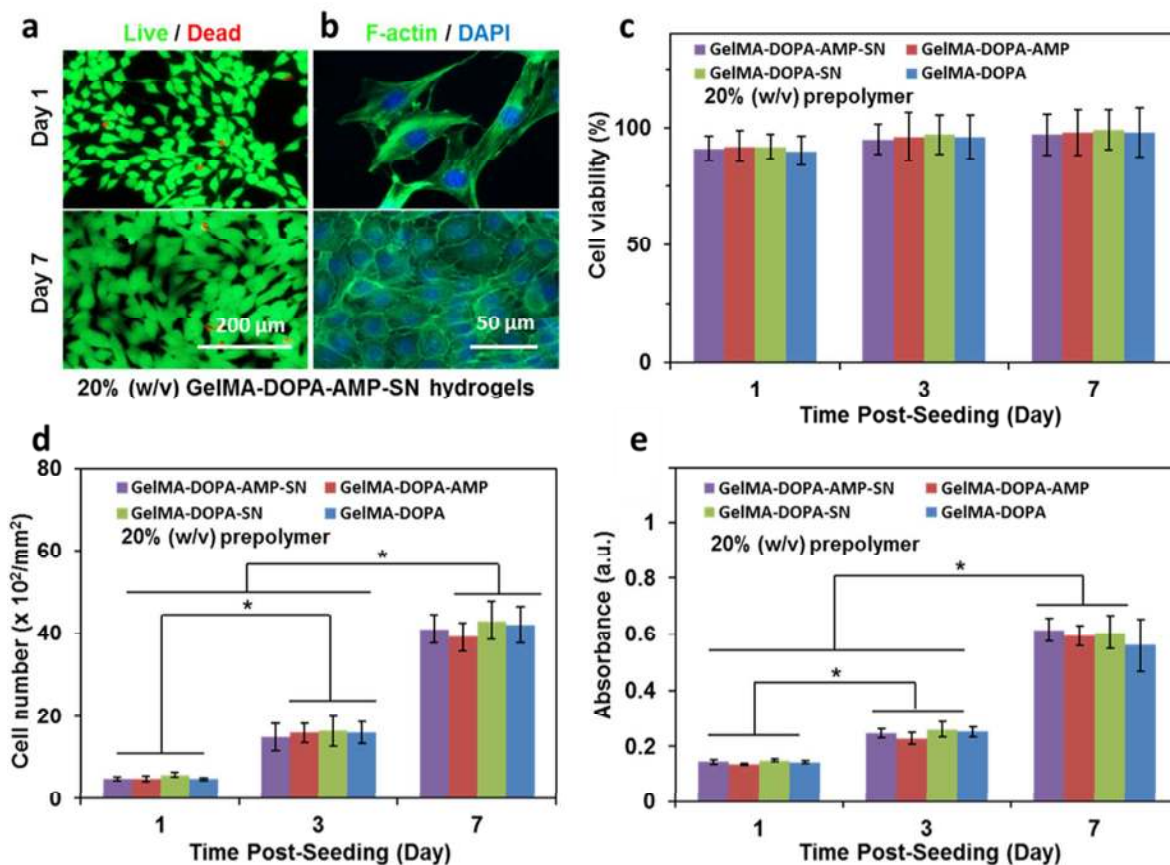 a
Live / Dead
b
F-actin / DAPI
Day 1
Day 7
200 µm
50 µm
20% (w/v) GelMA-DOPA-AMP-SN hydrogels
c
GelMA-DOPA-AMP-SN GelMA-DOPA-AMP
GelMA-DOPA-SN GelMA-DOPA
20% (w/v) prepolymer
Cell viability (%)
100
50
0
1 3 7
Time Post-Seeding (Day)
d
GelMA-DOPA-AMP-SN GelMA-DOPA-AMP
GelMA-DOPA-SN GelMA-DOPA
20% (w/v) prepolymer
Cell number (x 10²/mm²)
80
60
40
20
0
*
*
1 3 7
Time Post-Seeding (Day)
e
GelMA-DOPA-AMP-SN GelMA-DOPA-AMP
GelMA-DOPA-SN GelMA-DOPA
20% (w/v) prepolymer
Absorbance (a.u.)
1
0.8
0.6
0.4
0.2
0
*
*
1 3 7
Time Post-Seeding (Day)